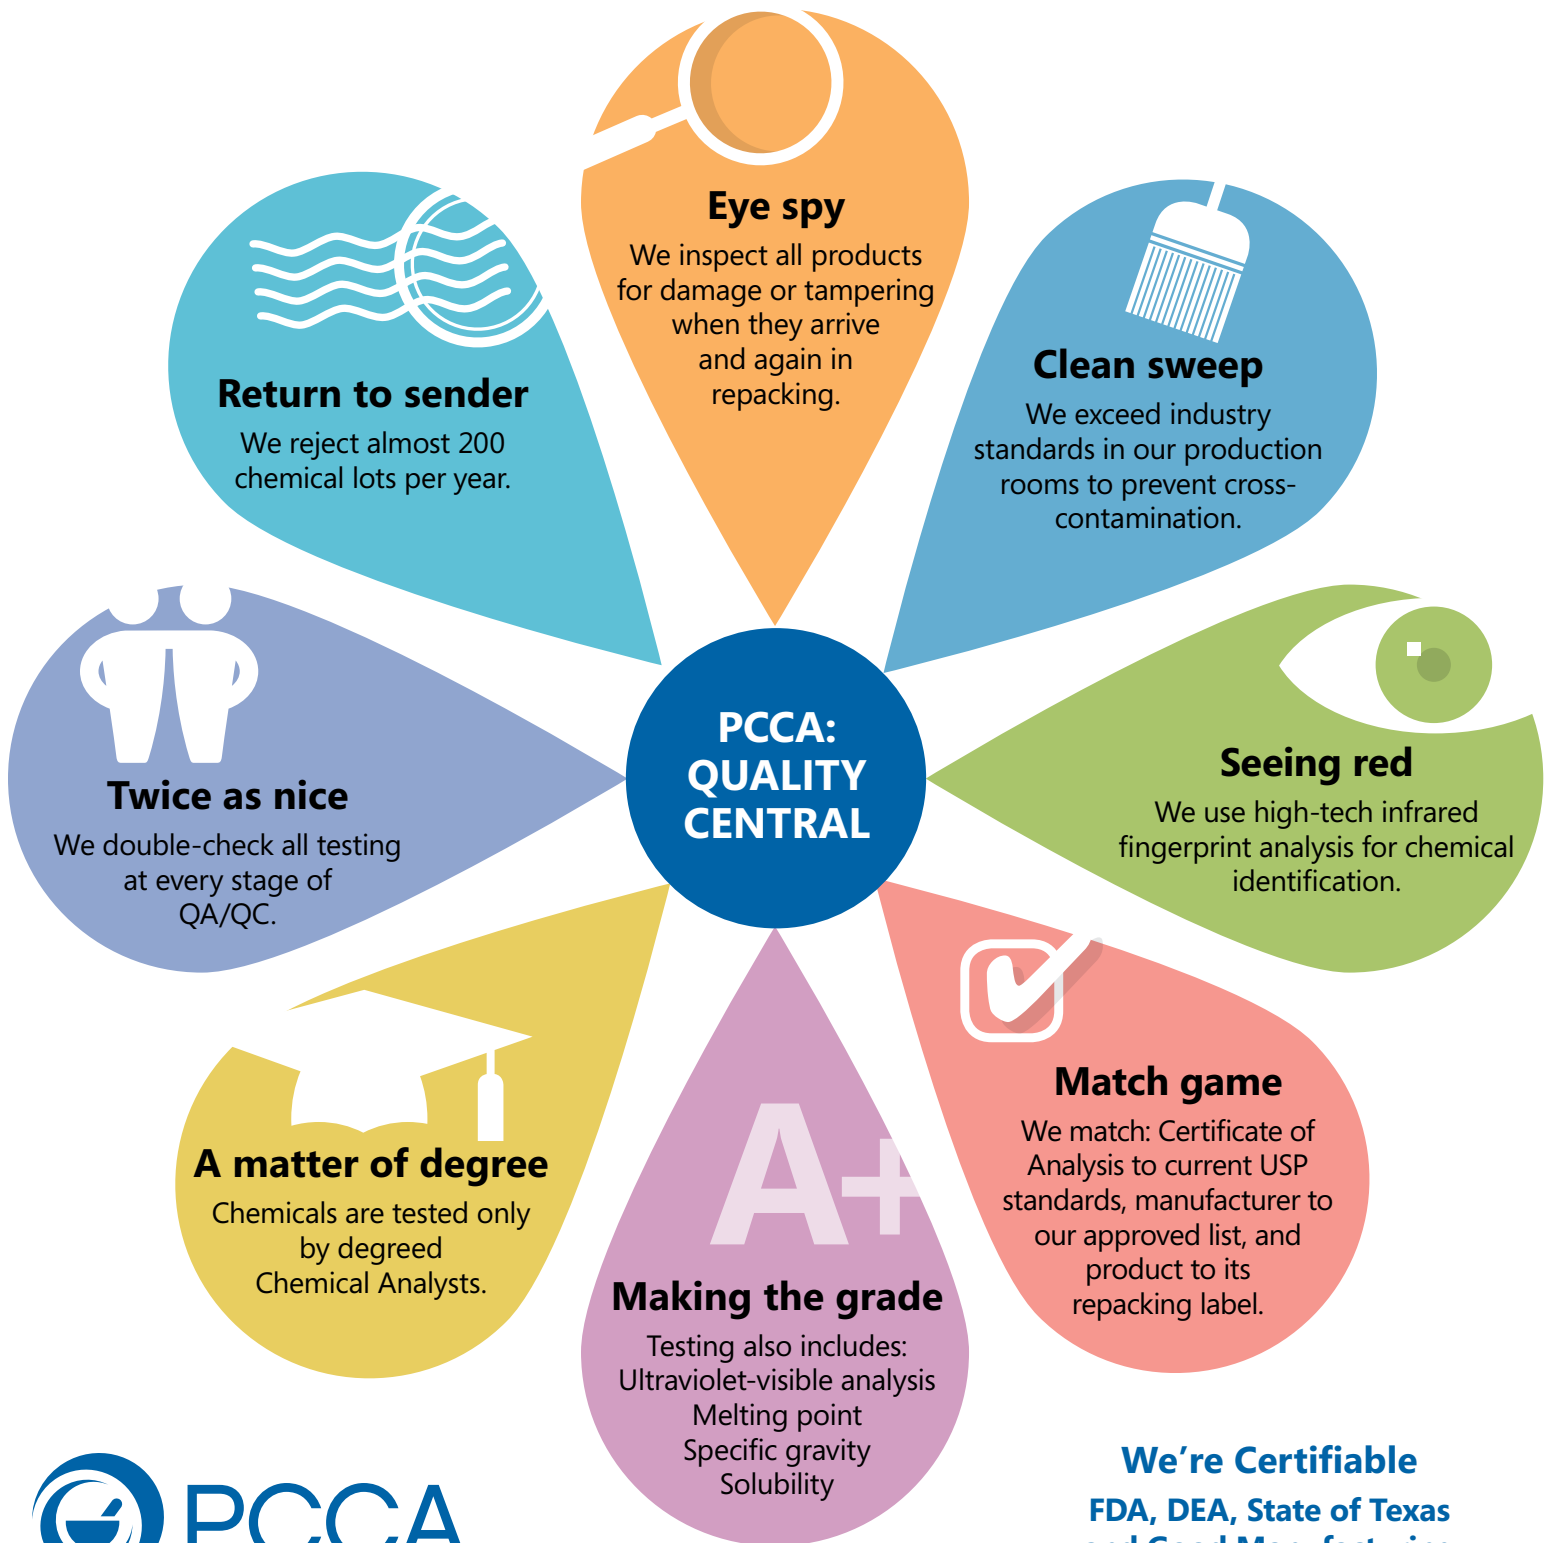 Eye spy
We inspect all products
for damage or tampering
when they arrive
and again in
repacking.
Clean sweep
We exceed industry
standards in our production
rooms to prevent cross-
contamination.
Seeing red
We use high-tech infrared
fingerprint analysis for chemical
identification.
Match game
We match: Certificate of
Analysis to current USP
standards, manufacturer to
our approved list, and
product to its
repacking label.
A+
Making the grade
Testing also includes:
Ultraviolet-visible analysis
Melting point
Specific gravity
Solubility
A matter of degree
Chemicals are tested only
by degreed
Chemical Analysts.
Twice as nice
We double-check all testing
at every stage of
QA/QC.
Return to sender
We reject almost 200
chemical lots per year.
PCCA:
QUALITY
CENTRAL
PCCA
We're Certifiable
FDA, DEA, State of Texas
and Good Manufacturing